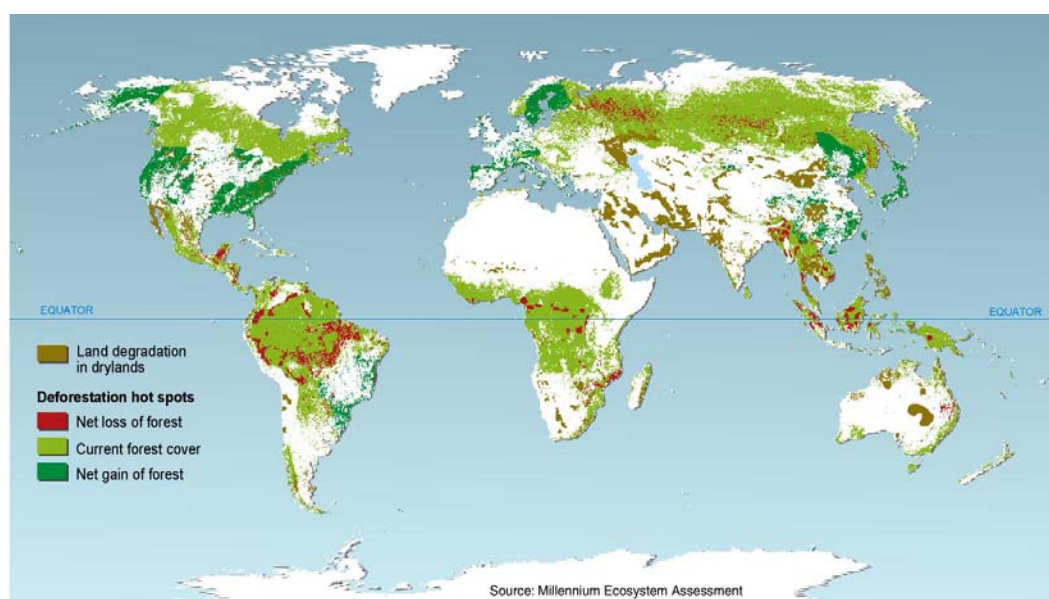 EQUATOR
EQUATOR
Land degradation
in drylands
Deforestation hot spots
Net loss of forest
Current forest cover
Net gain of forest
Source: Millennium Ecosystem Assessment